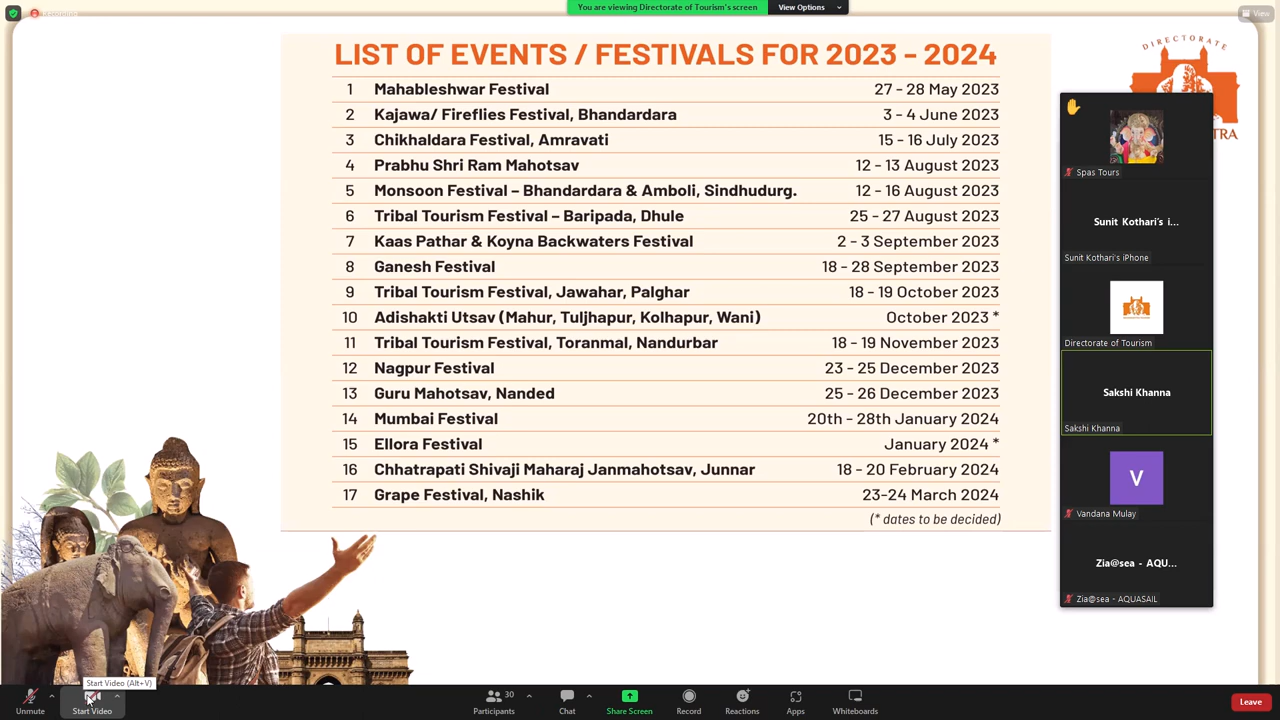 Recording
You are viewing Directorate of Tourism's screen
View Options
View
LIST OF EVENTS / FESTIVALS FOR 2023 - 2024
1 Mahableshwar Festival 27 - 28 May 2023
2 Kajawa/ Fireflies Festival, Bhandardara 3 - 4 June 2023
3 Chikhaldara Festival, Amravati 15 - 16 July 2023
4 Prabhu Shri Ram Mahotsav 12 - 13 August 2023
5 Monsoon Festival – Bhandardara & Amboli, Sindhudurg. 12 - 16 August 2023
6 Tribal Tourism Festival – Baripada, Dhule 25 - 27 August 2023
7 Kaas Pathar & Koyna Backwaters Festival 2 - 3 September 2023
8 Ganesh Festival 18 - 28 September 2023
9 Tribal Tourism Festival, Jawahar, Palghar 18 - 19 October 2023
10 Adishakti Utsav (Mahur, Tuljhapur, Kolhapur, Wani) October 2023 *
11 Tribal Tourism Festival, Toranmal, Nandurbar 18 - 19 November 2023
12 Nagpur Festival 23 - 25 December 2023
13 Guru Mahotsav, Nanded 25 - 26 December 2023
14 Mumbai Festival 20th - 28th January 2024
15 Ellora Festival January 2024 *
16 Chhatrapati Shivaji Maharaj Janmahotsav, Junnar 18 - 20 February 2024
17 Grape Festival, Nashik 23-24 March 2024
(* dates to be decided)
DIRECTORATE
TRA
Spas Tours
Sunit Kothari's i...
Sunit Kothari's iPhone
Directorate of Tourism
Sakshi Khanna
Sakshi Khanna
V
Vandana Mulay
Zia@sea - AQU...
Zia@sea - AQUASAIL
Start Video (Alt+V)
30
Unmute Start Video Participants Chat Share Screen Record Reactions Apps Whiteboards Leave